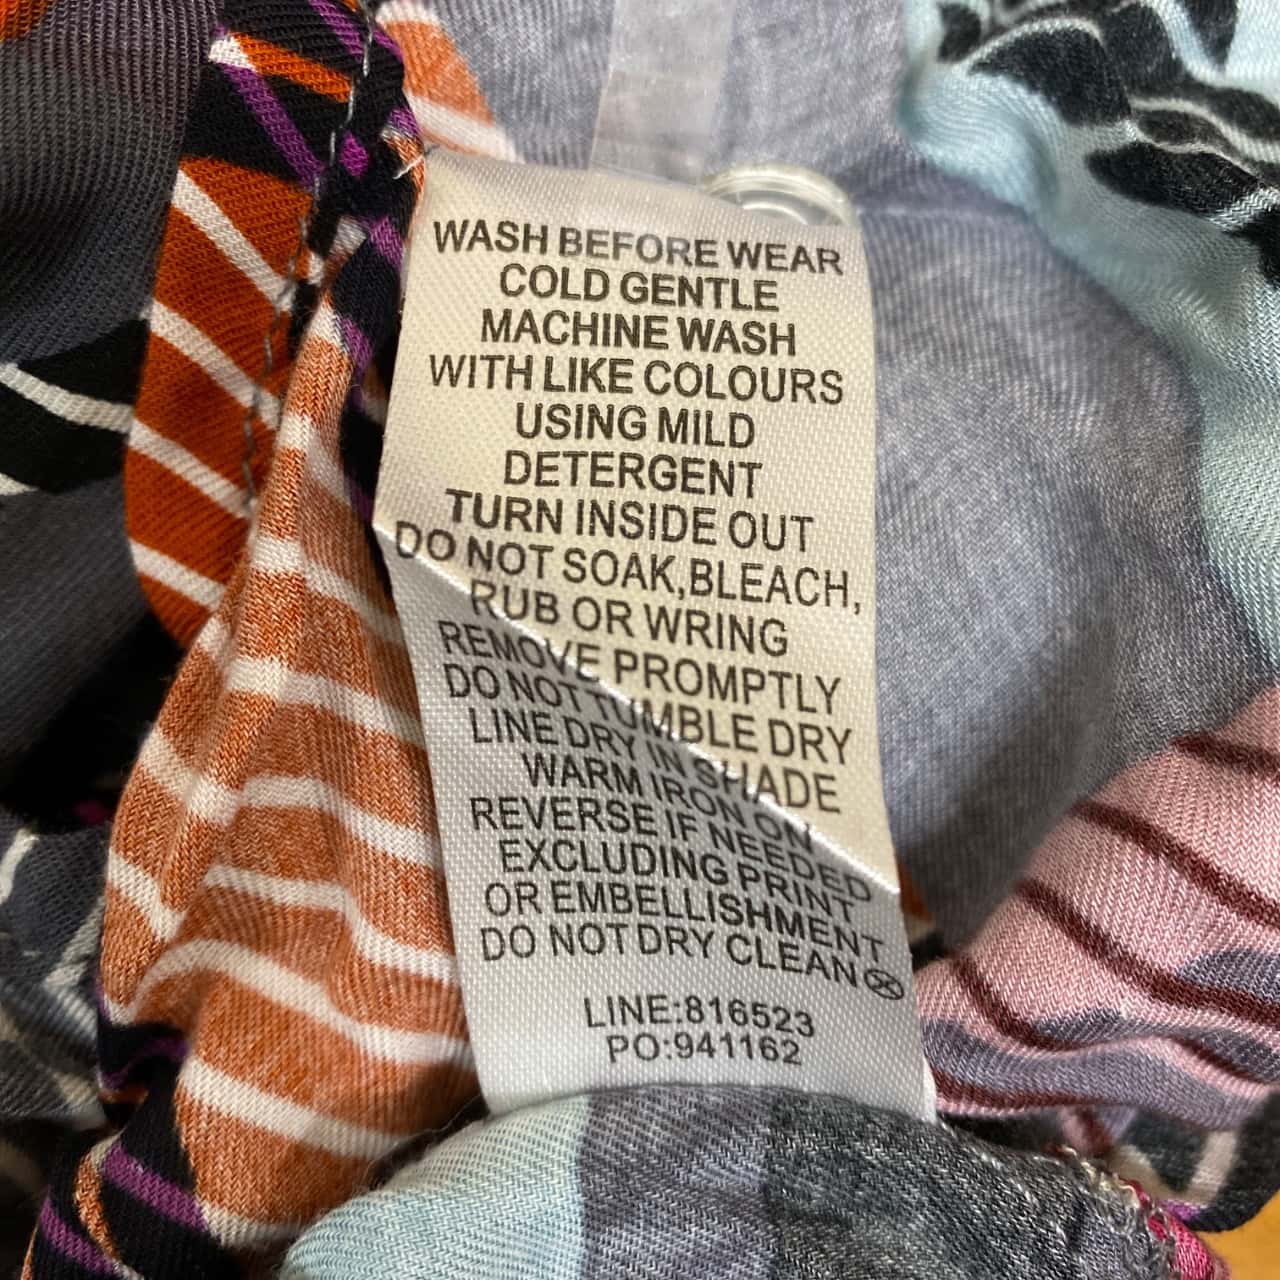 WASH BEFORE WEAR
COLD GENTLE
MACHINE WASH
WITH LIKE COLOURS
USING MILD
DETERGENT
TURN INSIDE OUT
DO NOT SOAK,BLEACH,
RUB OR WRING
REMOVE PROMPTLY
DO NOT TUMBLE DRY
LINE DRY IN SHADE
WARM IRON ON
REVERSE IF NEEDED
EXCLUDING PRINT
OR EMBELLISHMENT
DO NOT DRY CLEAN
LINE:816523
PO:941162